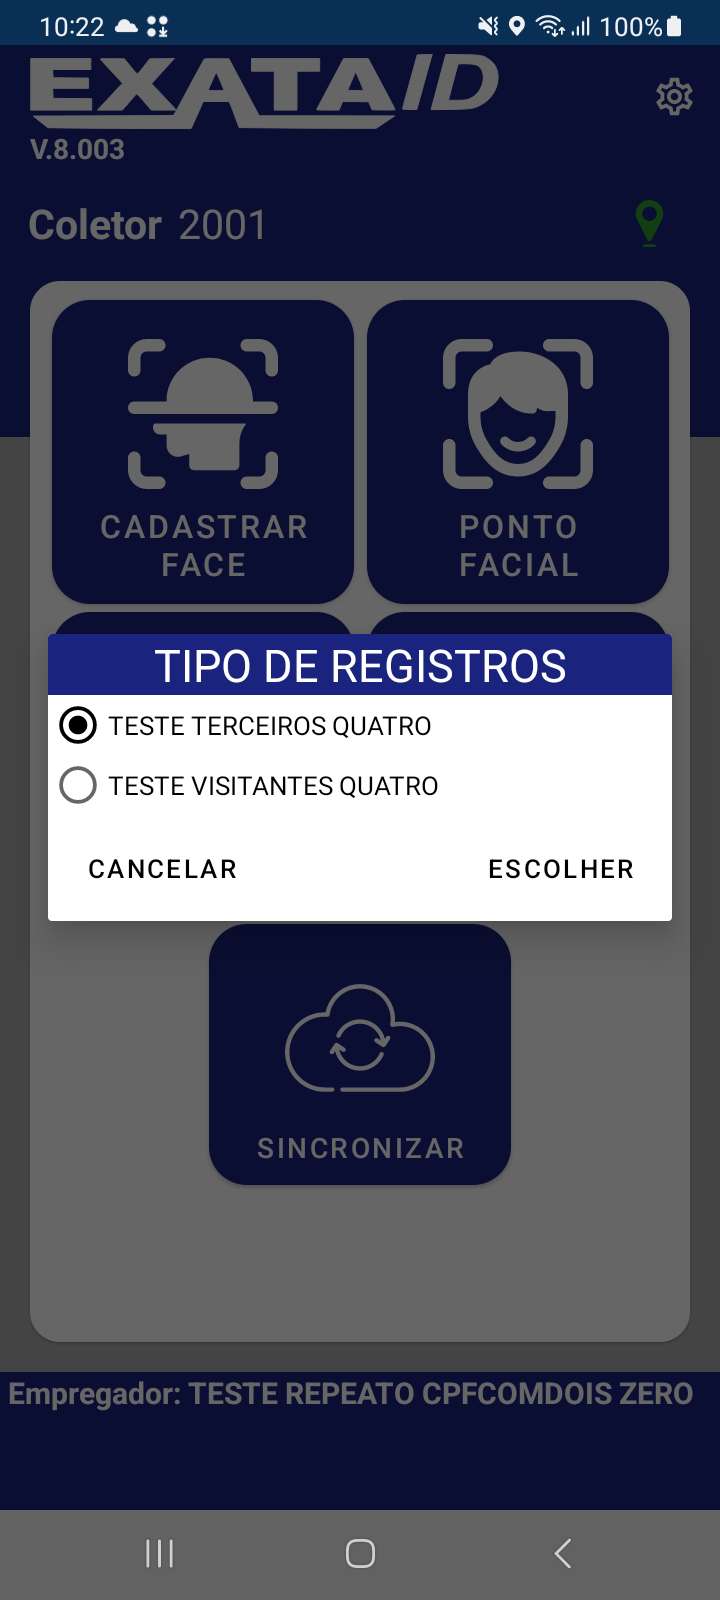 10:22
100%
EXATAID
V.8.003
Coletor 2001
CADASTRAR
FACE
PONTO
FACIAL
TIPO DE REGISTROS
TESTE TERCEIROS QUATRO
TESTE VISITANTES QUATRO
CANCELAR
ESCOLHER
SINCRONIZAR
Empregador: TESTE REPEATO CPFCOMDOIS ZERO